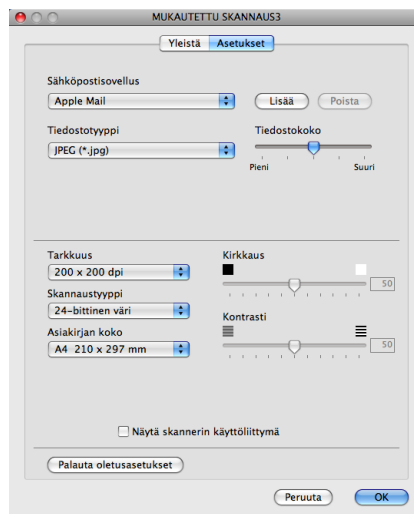 MUKAUTETTU SKANNAUS3
Yleistä Asetukset
Sähköpostisovellus
Apple Mail Lisää Poista
Tiedostotyyppi Tiedostokoko
JPEG (*.jpg)
Pieni Suuri
Tarkkuus Kirkkaus
200 x 200 dpi
50
Skannaustyyppi
24-bittinen väri Kontrasti
Asiakirjan koko
A4 210 x 297 mm 50
Näytä skannerin käyttöliittymä
Palauta oletusasetukset
Peruuta OK